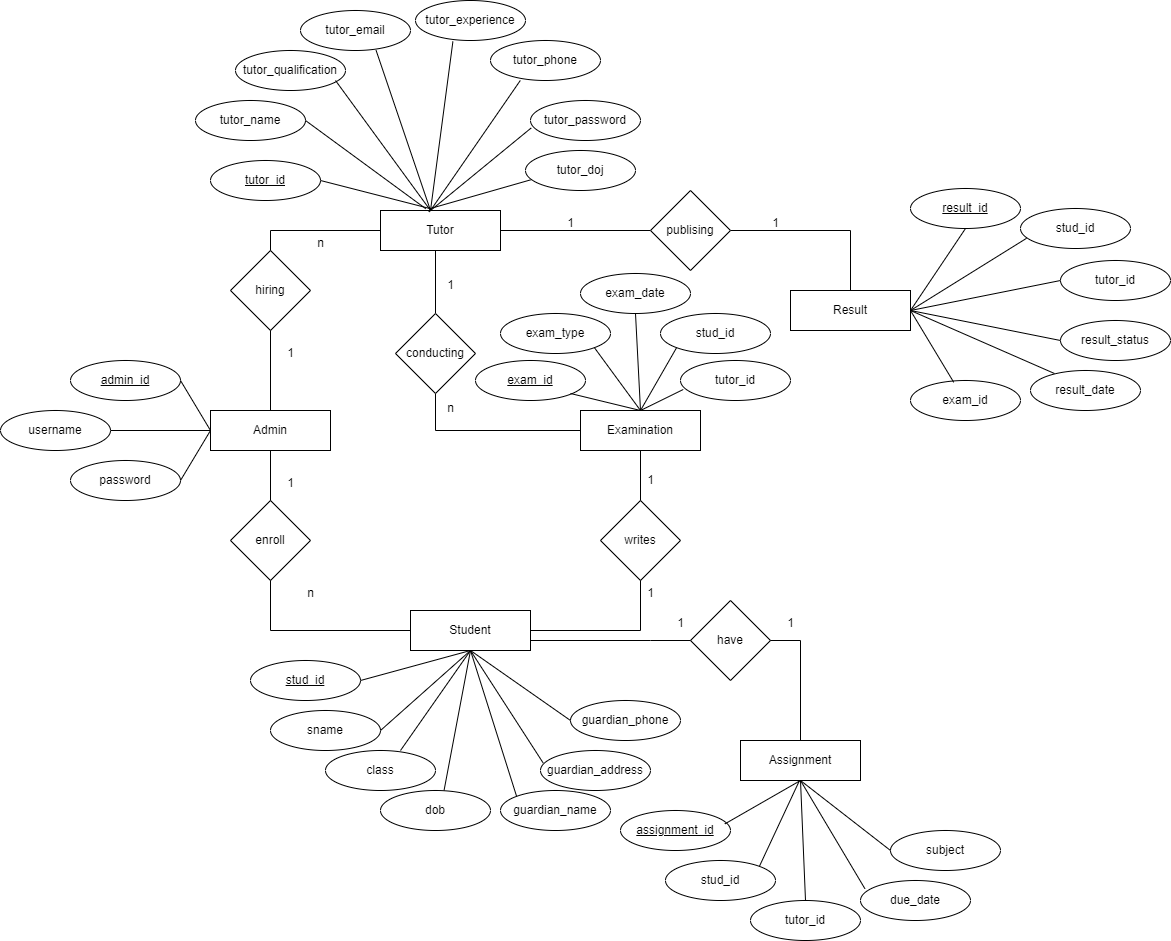 tutor_experience
tutor_email
tutor_phone
tutor_qualification
tutor_name
tutor_password
tutor_doj
tutor_id
Tutor
1
publising
1
n
result_id
stud_id
tutor_id
Result
result_status
result_date
exam_id
hiring
1
exam_date
exam_type
stud_id
exam_id
tutor_id
conducting
1
n
admin_id
username
password
Admin
Examination
1
1
enroll
writes
n
1
Student
1
have
1
stud_id
sname
class
dob
guardian_phone
guardian_address
guardian_name
Assignment
assignment_id
stud_id
tutor_id
due_date
subject